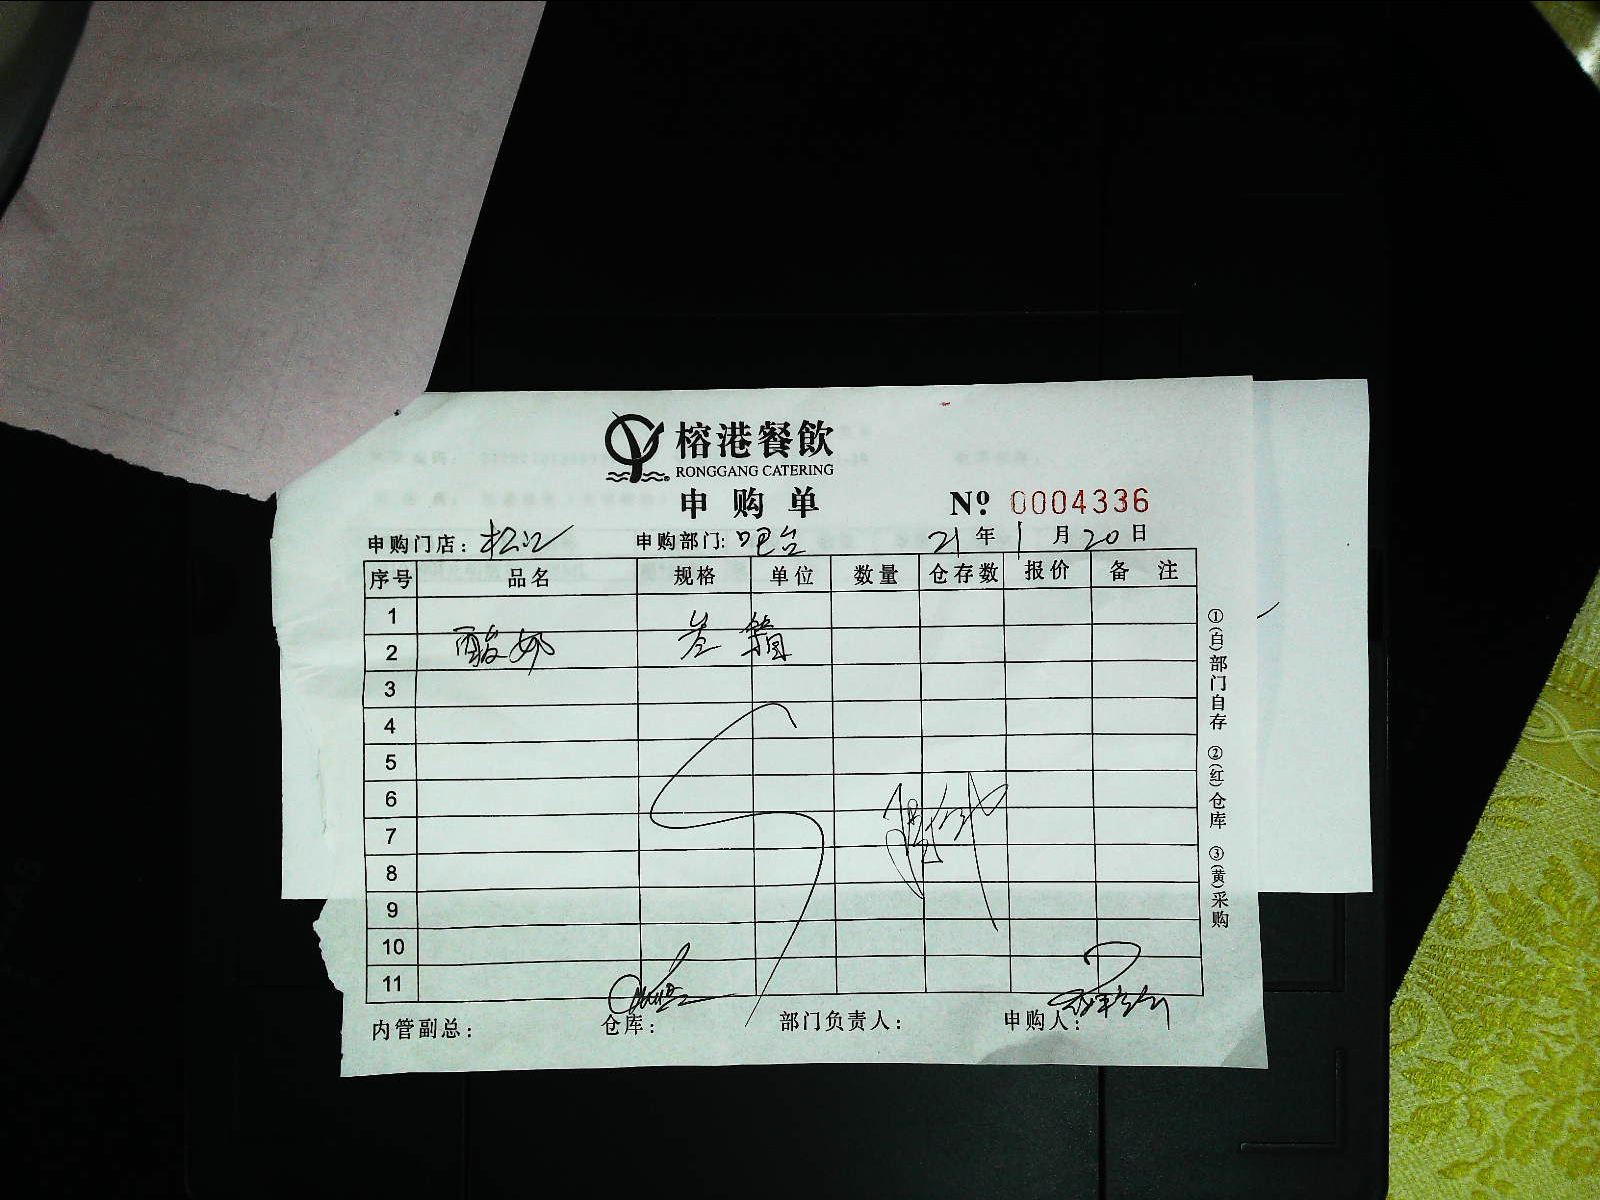 榕港餐飲
RONGGANG CATERING
申购单 Nº 0004336
申购门店：松江 申购部门：吧台 21年1月20日
序号 品名 规格 单位 数量 仓存数 报价 备注
1
2 酸奶
3
4
5
6
7
8
9
10
11
内管副总： 仓库： 部门负责人： 申购人：
①(白)部门自存 ②(红)仓库 ③(黄)采购